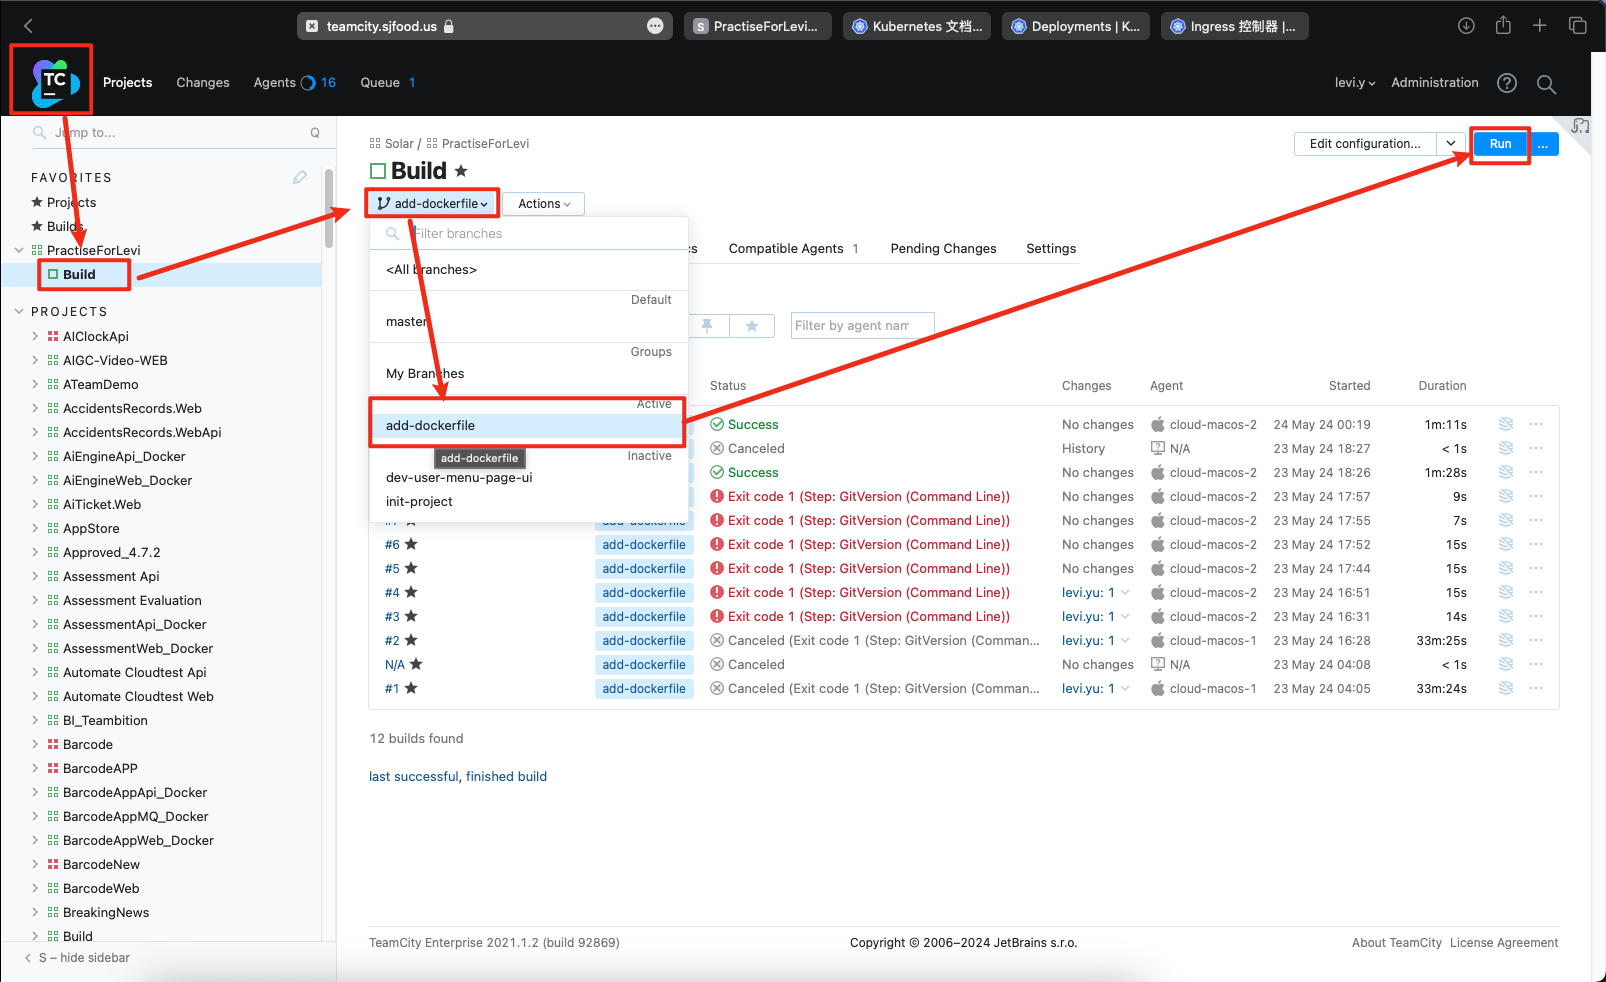 teamcity.sjfood.us
S PractiseForLevi...
Kubernetes 文档...
Deployments | K...
Ingress 控制器 |...
TC
Projects
Changes
Agents 16
Queue 1
levi.y
Administration
Jump to...
Q
FAVORITES
Projects
Builds
PractiseForLevi
Build
PROJECTS
AIClockApi
AIGC-Video-WEB
ATeamDemo
AccidentsRecords.Web
AccidentsRecords.WebApi
AiEngineApi_Docker
AiEngineWeb_Docker
AiTicket.Web
AppStore
Approved_4.7.2
Assessment Api
Assessment Evaluation
AssessmentApi_Docker
AssessmentWeb_Docker
Automate Cloudtest Api
Automate Cloudtest Web
BI_Teambition
Barcode
BarcodeAPP
BarcodeAppApi_Docker
BarcodeAppMQ_Docker
BarcodeAppWeb_Docker
BarcodeNew
BarcodeWeb
BreakingNews
Build
S – hide sidebar
Solar / PractiseForLevi
Build
Edit configuration...
Run
...
add-dockerfile
Actions
Filter branches
<All branches>
Default
master
Groups
My Branches
Active
add-dockerfile
add-dockerfile
Inactive
dev-user-menu-page-ui
init-project
Compatible Agents 1
Pending Changes
Settings
Filter by agent nam
Status Changes Agent Started Duration
Success No changes cloud-macos-2 24 May 24 00:19 1m:11s
Canceled History N/A 23 May 24 18:27 < 1s
Success No changes cloud-macos-2 23 May 24 18:26 1m:28s
Exit code 1 (Step: GitVersion (Command Line)) No changes cloud-macos-2 23 May 24 17:57 9s
#7 add-dockerfile Exit code 1 (Step: GitVersion (Command Line)) No changes cloud-macos-2 23 May 24 17:55 7s
#6 add-dockerfile Exit code 1 (Step: GitVersion (Command Line)) No changes cloud-macos-2 23 May 24 17:52 15s
#5 add-dockerfile Exit code 1 (Step: GitVersion (Command Line)) No changes cloud-macos-2 23 May 24 17:44 15s
#4 add-dockerfile Exit code 1 (Step: GitVersion (Command Line)) levi.yu: 1 cloud-macos-2 23 May 24 16:51 15s
#3 add-dockerfile Exit code 1 (Step: GitVersion (Command Line)) levi.yu: 1 cloud-macos-2 23 May 24 16:31 14s
#2 add-dockerfile Canceled (Exit code 1 (Step: GitVersion (Comman... levi.yu: 1 cloud-macos-1 23 May 24 16:28 33m:25s
N/A add-dockerfile Canceled No changes N/A 23 May 24 04:08 < 1s
#1 add-dockerfile Canceled (Exit code 1 (Step: GitVersion (Comman... levi.yu: 1 cloud-macos-1 23 May 24 04:05 33m:24s
12 builds found
last successful, finished build
TeamCity Enterprise 2021.1.2 (build 92869)
Copyright © 2006–2024 JetBrains s.r.o.
About TeamCity License Agreement